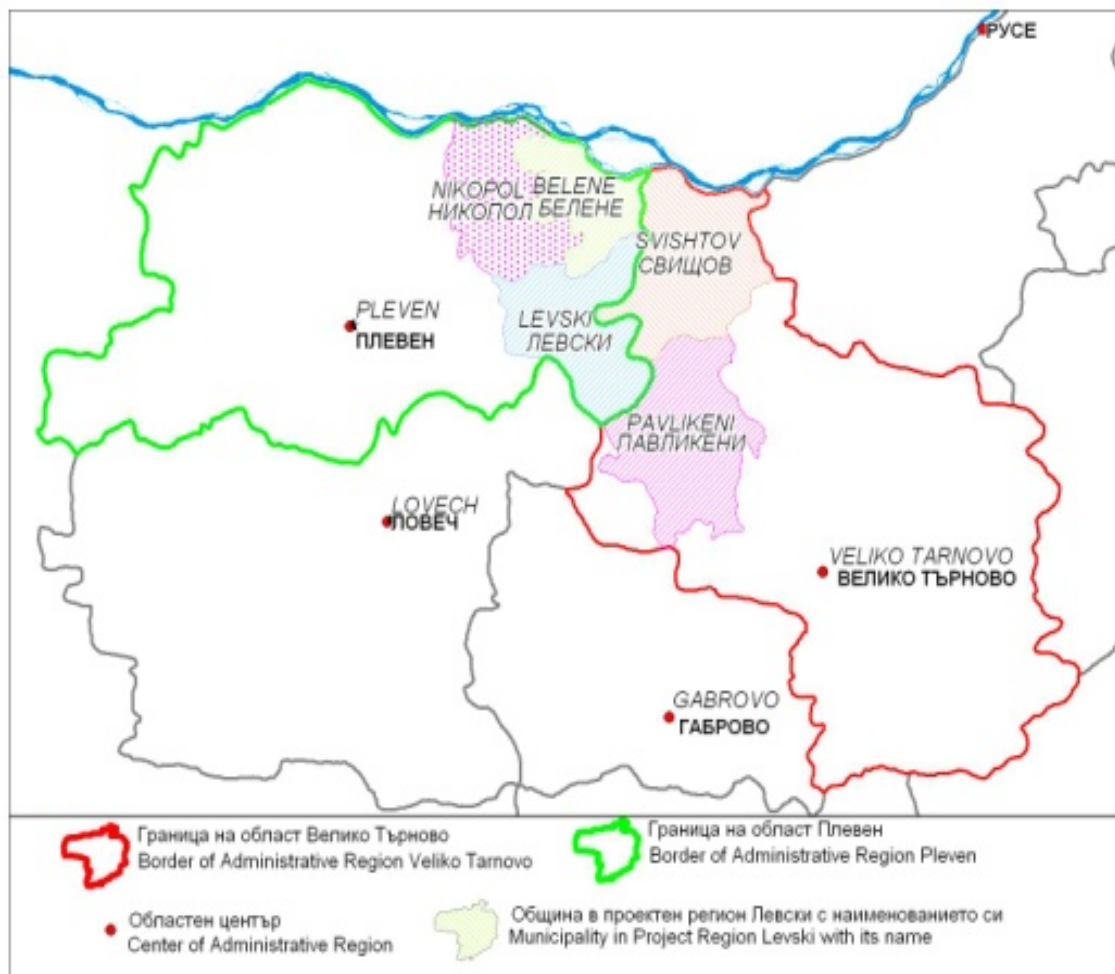 РУСЕ
NIKOPOL
НИКОПОЛ
BELENE
БЕЛЕНЕ
SVISHTOV
СВИЩОВ
PLEVEN
ПЛЕВЕН
LEVSKI
ЛЕВСКИ
PAVLIKENI
ПАВЛИКЕНИ
LOVECH
ЛОВЕЧ
VELIKO TARNOVO
ВЕЛИКО ТЪРНОВО
GABROVO
ГАБРОВО
Граница на област Велико Търново
Border of Administrative Region Veliko Tarnovo
Граница на област Плевен
Border of Administrative Region Pleven
Областен център
Center of Administrative Region
Община в проектен регион Левски с наименованието си
Municipality in Project Region Levski with its name